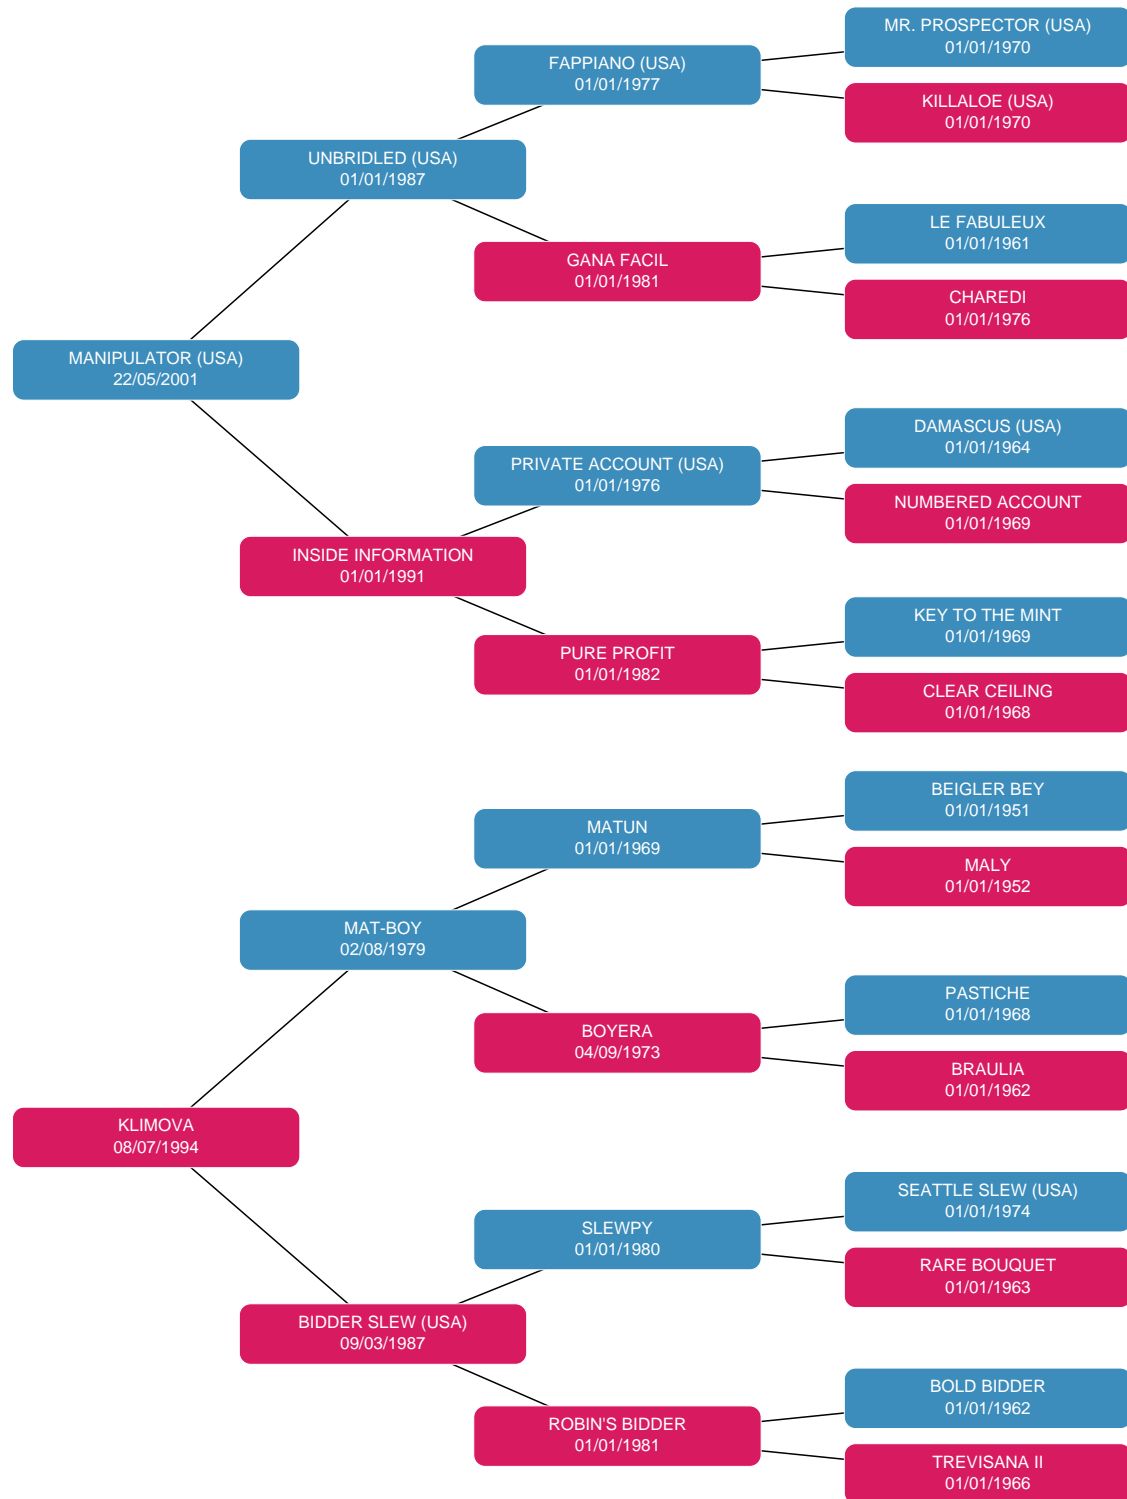 MR. PROSPECTOR (USA)
01/01/1970
FAPPIANO (USA)
01/01/1977
KILLALOE (USA)
01/01/1970
UNBRIDLED (USA)
01/01/1987
LE FABULEUX
01/01/1961
GANA FACIL
01/01/1981
CHAREDI
01/01/1976
MANIPULATOR (USA)
22/05/2001
DAMASCUS (USA)
01/01/1964
PRIVATE ACCOUNT (USA)
01/01/1976
NUMBERED ACCOUNT
01/01/1969
INSIDE INFORMATION
01/01/1991
KEY TO THE MINT
01/01/1969
PURE PROFIT
01/01/1982
CLEAR CEILING
01/01/1968
BEIGLER BEY
01/01/1951
MATUN
01/01/1969
MALY
01/01/1952
MAT-BOY
02/08/1979
PASTICHE
01/01/1968
BOYERA
04/09/1973
BRAULIA
01/01/1962
KLIMOVA
08/07/1994
SEATTLE SLEW (USA)
01/01/1974
SLEWPY
01/01/1980
RARE BOUQUET
01/01/1963
BIDDER SLEW (USA)
09/03/1987
BOLD BIDDER
01/01/1962
ROBIN'S BIDDER
01/01/1981
TREVISANA II
01/01/1966